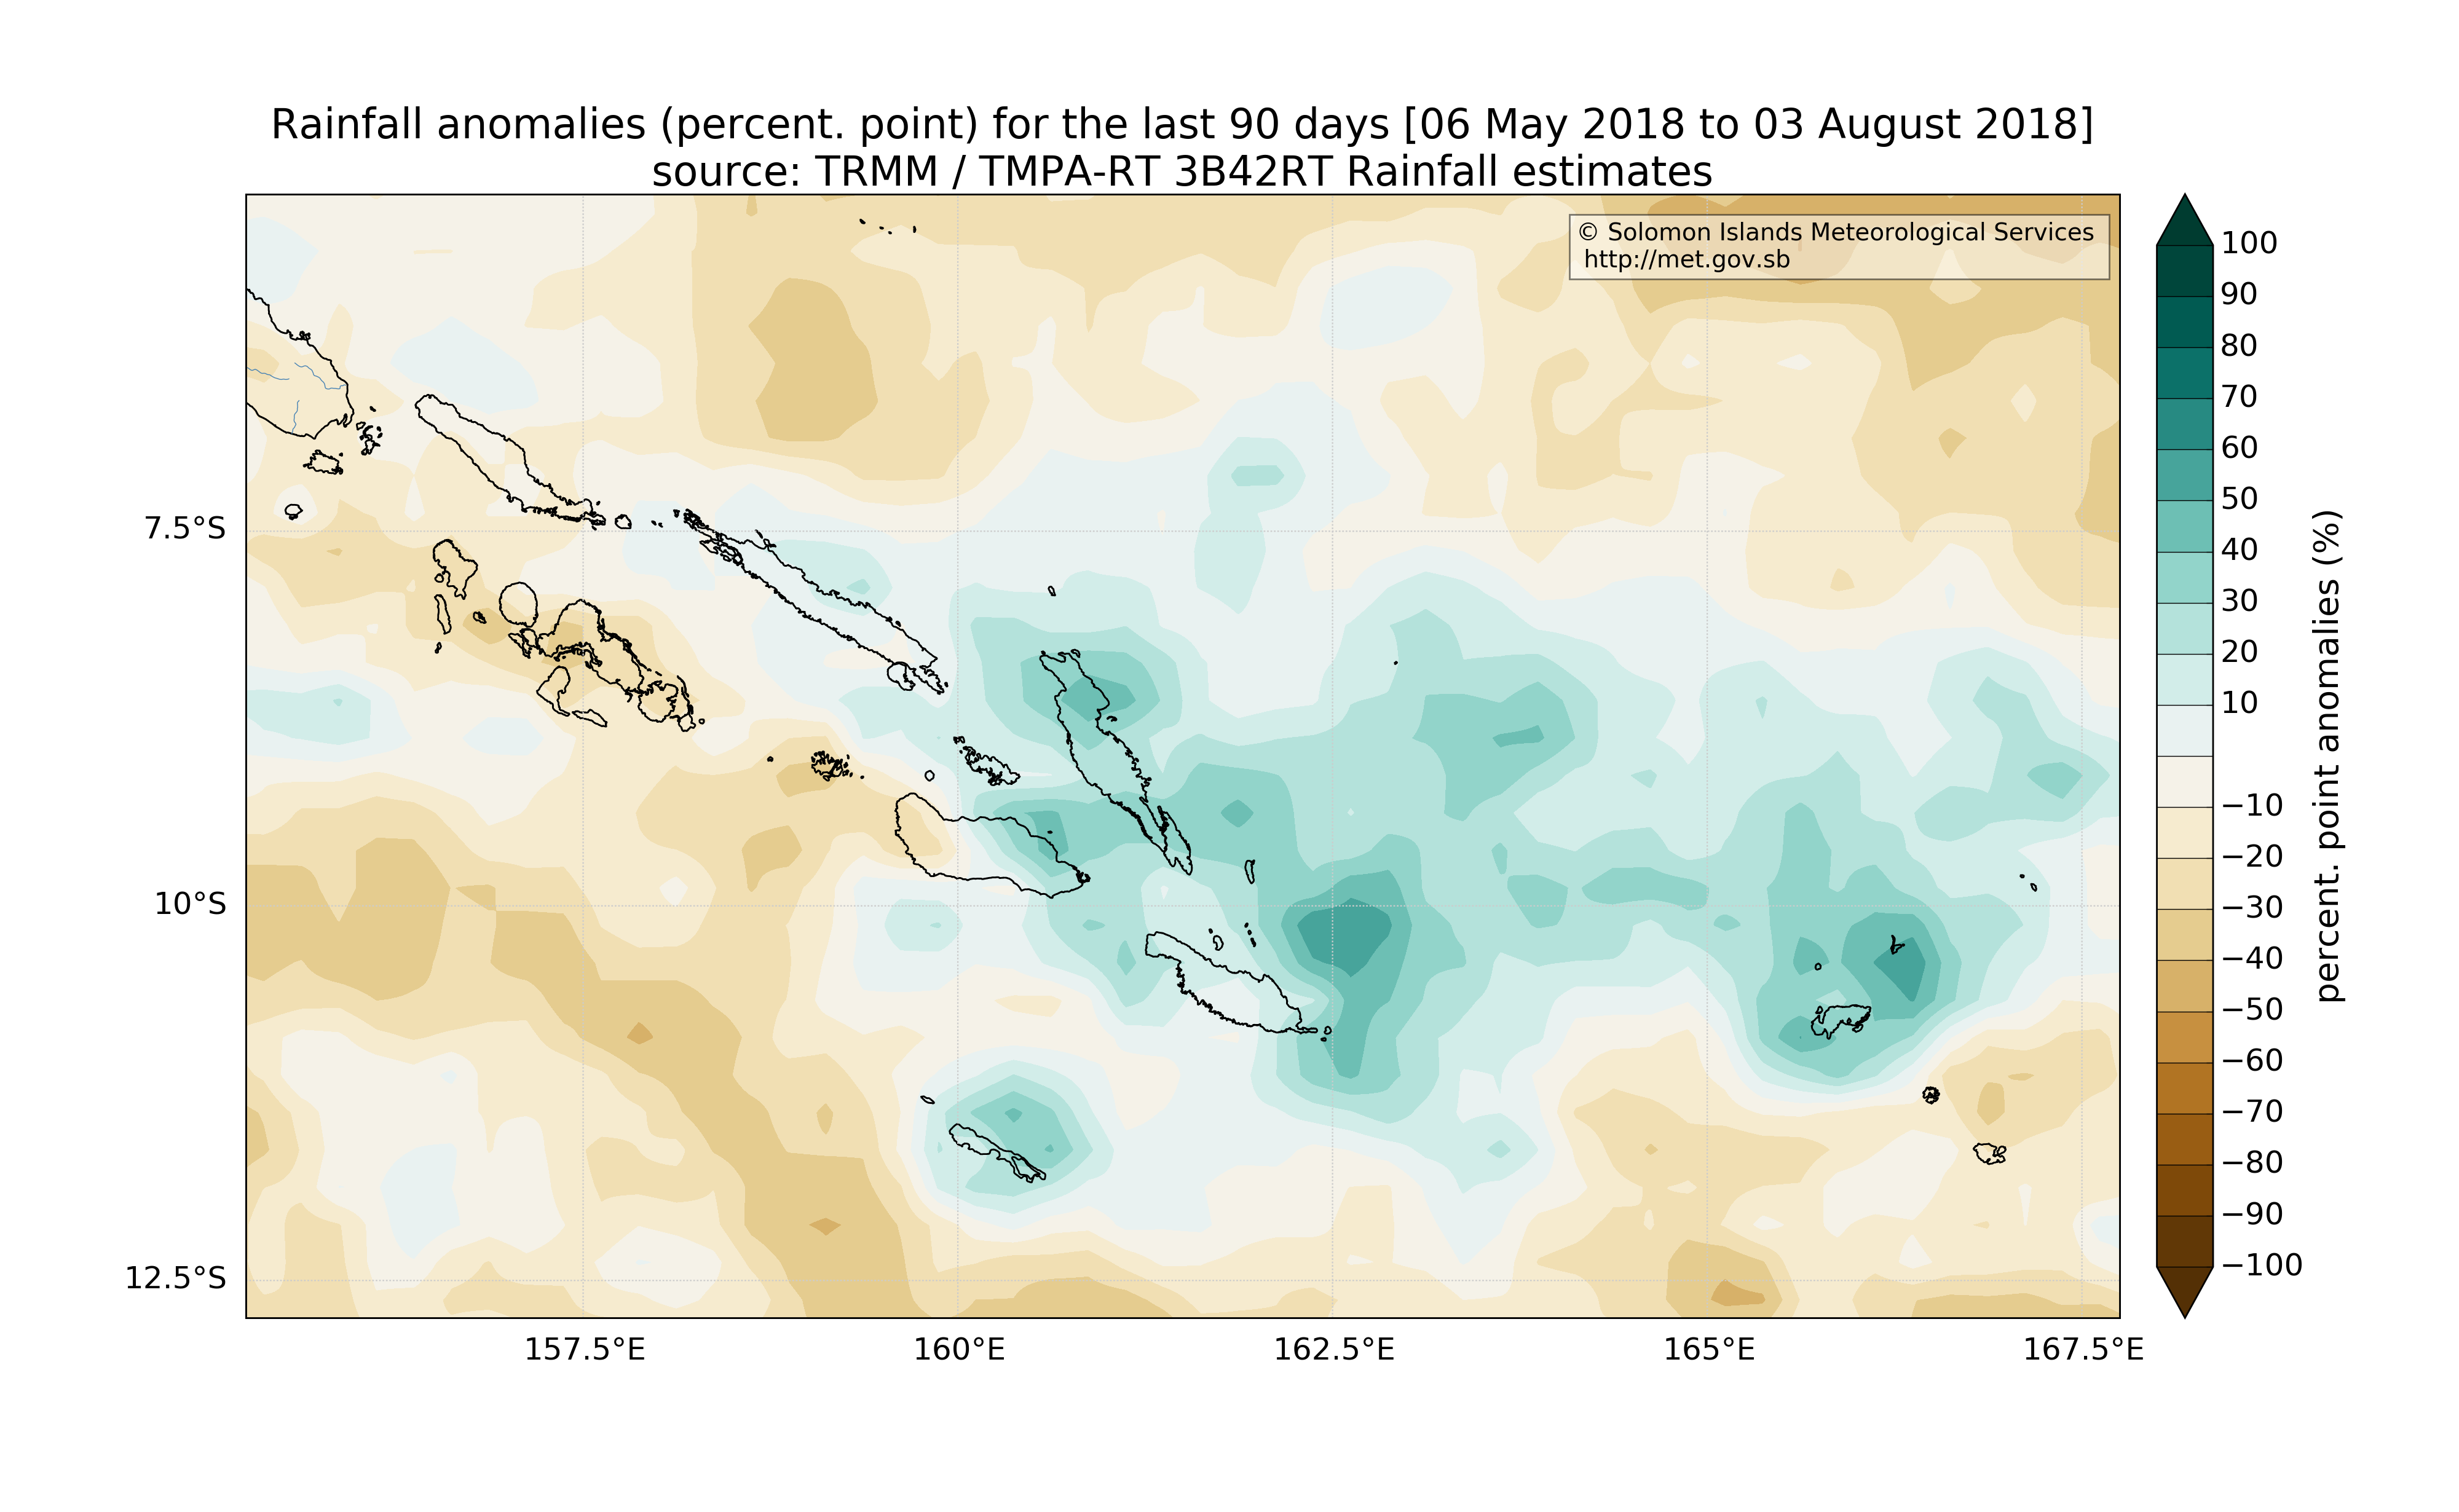 Rainfall anomalies (percent. point) for the last 90 days [06 May 2018 to 03 August 2018]
source: TRMM / TMPA-RT 3B42RT Rainfall estimates
© Solomon Islands Meteorological Services
http://met.gov.sb
7.5°S
10°S
12.5°S
157.5°E
160°E
162.5°E
165°E
167.5°E
100
90
80
70
60
50
40
30
20
10
−10
−20
−30
−40
−50
−60
−70
−80
−90
−100
percent. point anomalies (%)